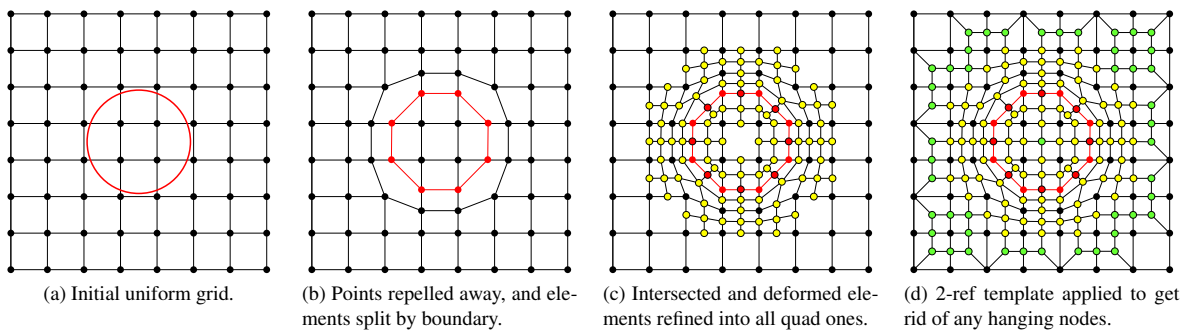 (a) Initial uniform grid.
(b) Points repelled away, and ele-
ments split by boundary.
(c) Intersected and deformed ele-
ments refined into all quad ones.
(d) 2-ref template applied to get
rid of any hanging nodes.